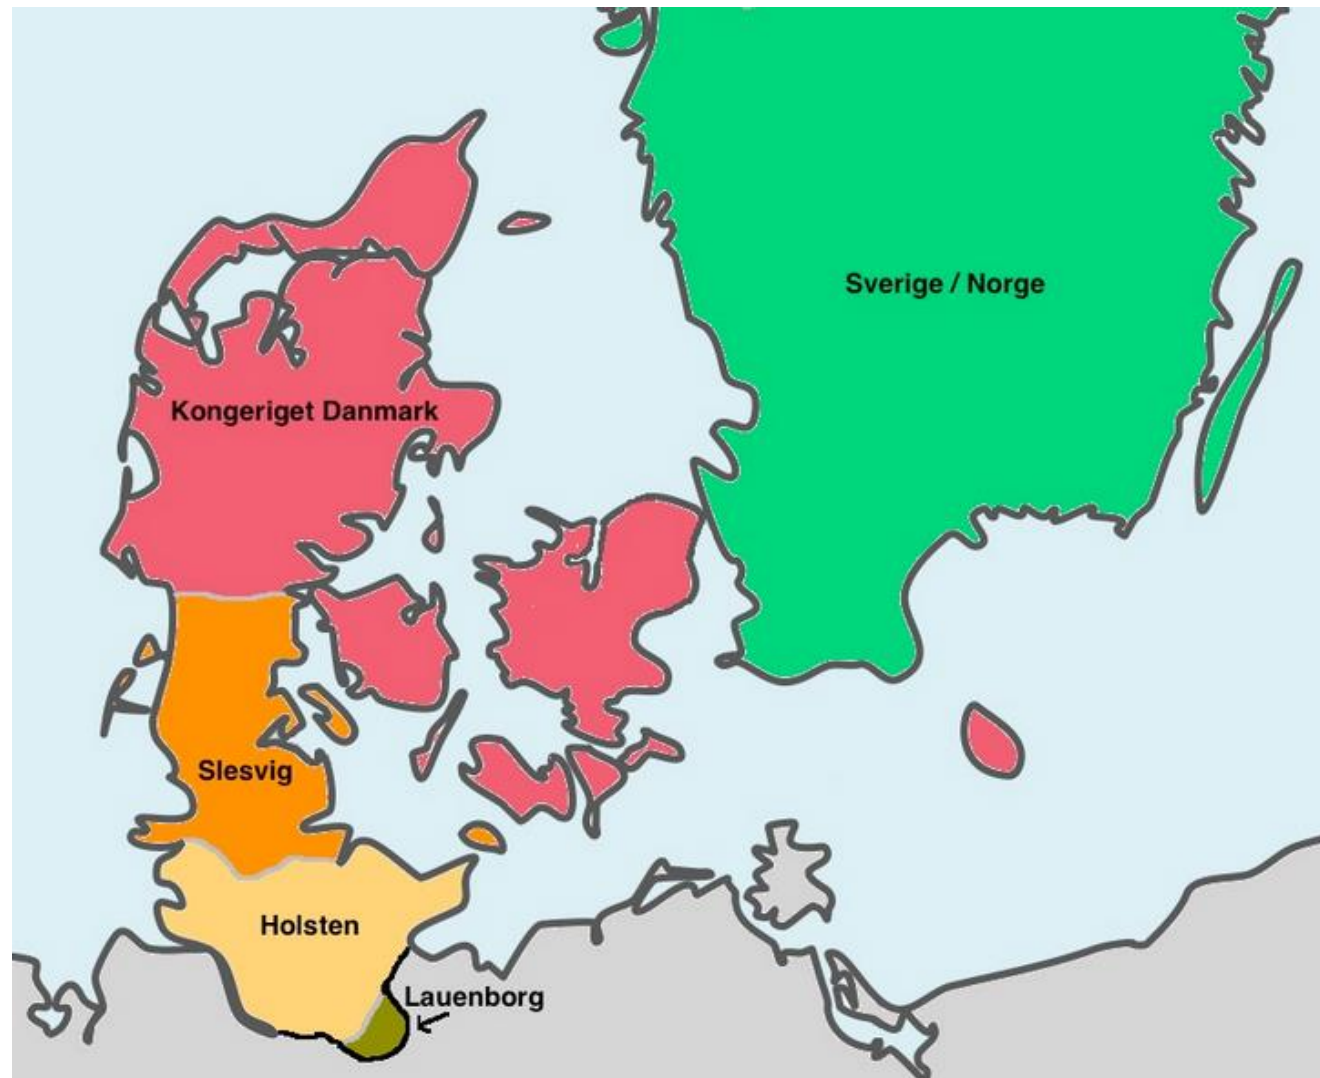 Sverige / Norge
Kongeriget Danmark
Slesvig
Holsten
Lauenborg